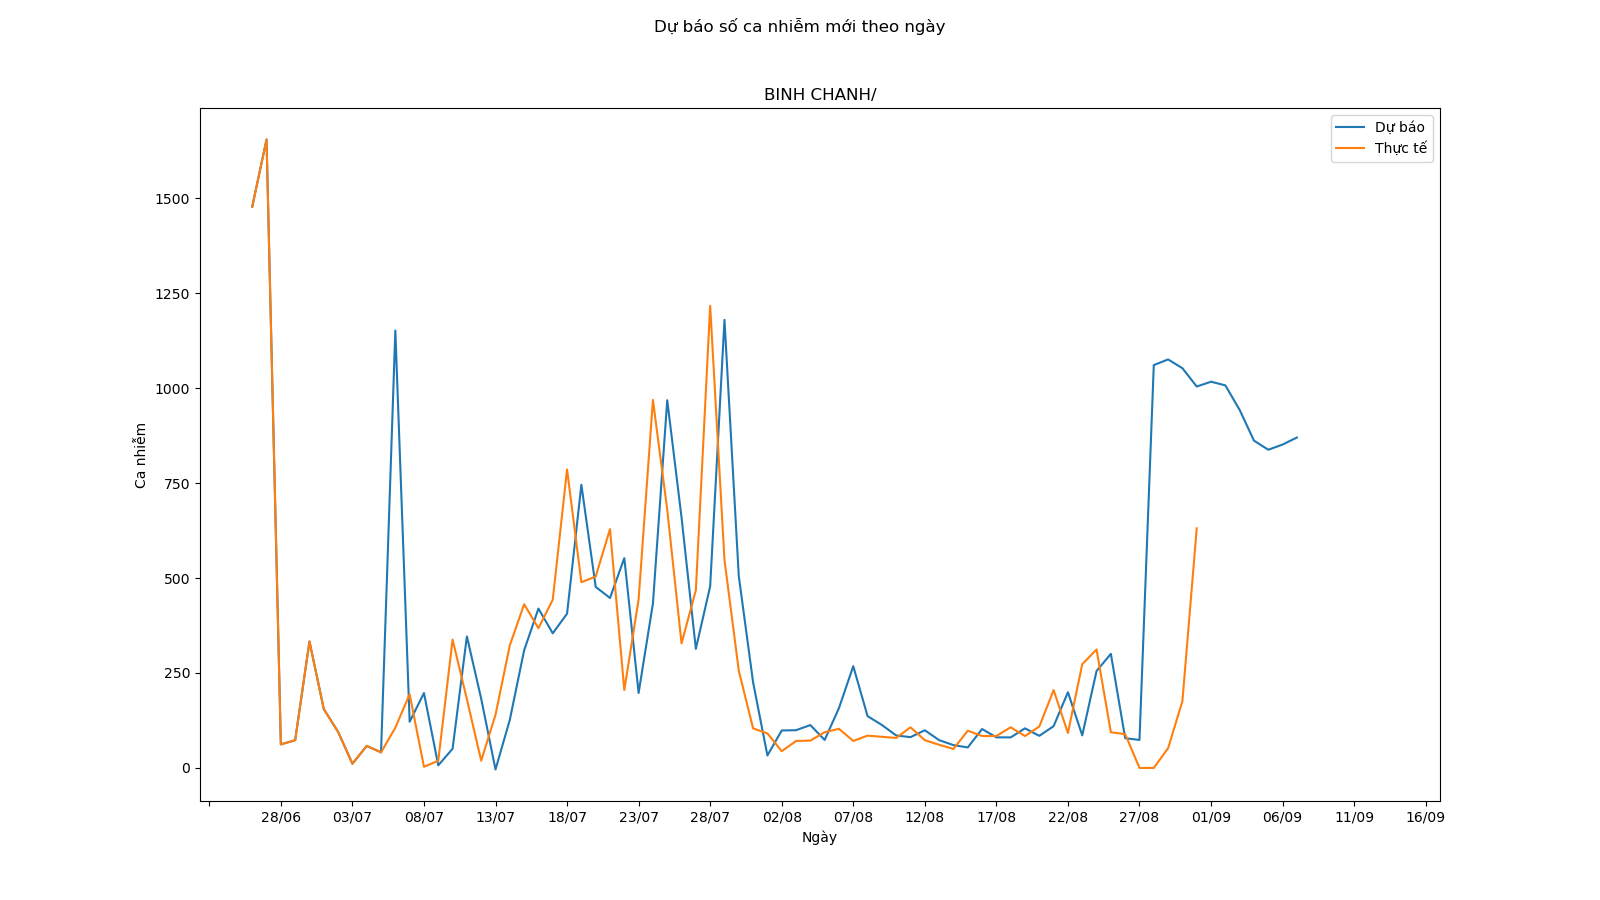 Dự báo số ca nhiễm mới theo ngày
BINH CHANH/
Dự báo
Thực tế
1500
1250
1000
750
500
250
0
Ca nhiễm
28/06 03/07 08/07 13/07 18/07 23/07 28/07 02/08 07/08 12/08 17/08 22/08 27/08 01/09 06/09 11/09 16/09
Ngày